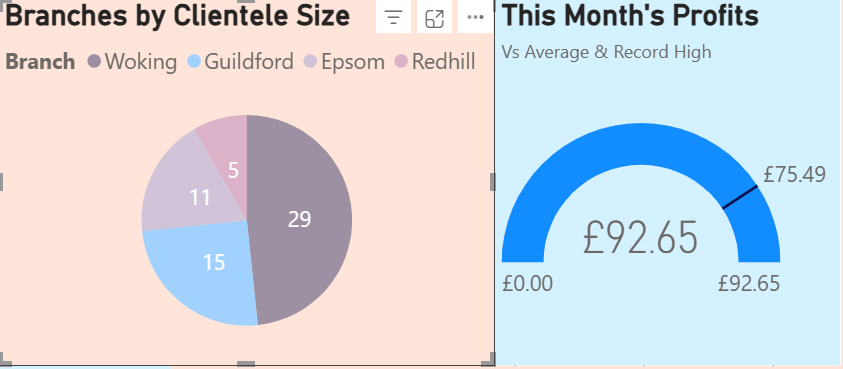 Branches by Clientele Size
Branch Woking Guildford Epsom Redhill
5
11
29
15
This Month's Profits
Vs Average & Record High
£75.49
£92.65
£0.00
£92.65